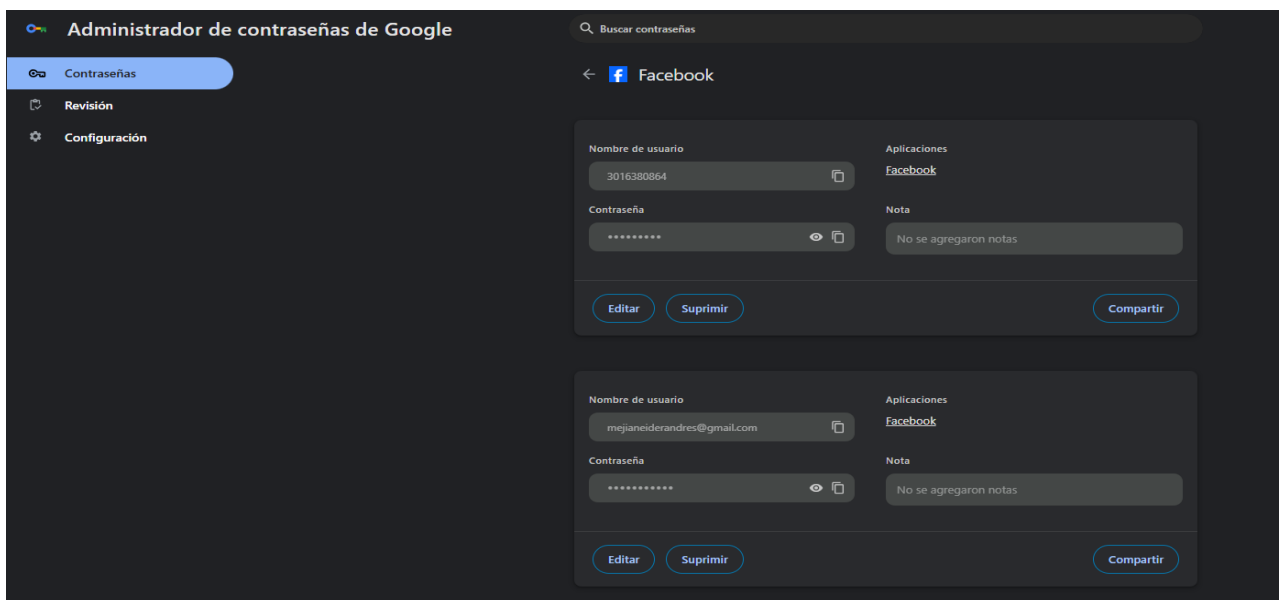 Administrador de contraseñas de Google
Buscar contraseñas
Contraseñas
Revisión
Configuración
Facebook
Nombre de usuario
Aplicaciones
3016380864
Facebook
Contraseña
Nota
•••••••••
No se agregaron notas
Editar
Suprimir
Compartir
Nombre de usuario
Aplicaciones
mejianeiderandres@gmail.com
Facebook
Contraseña
Nota
•••••••••••
No se agregaron notas
Editar
Suprimir
Compartir